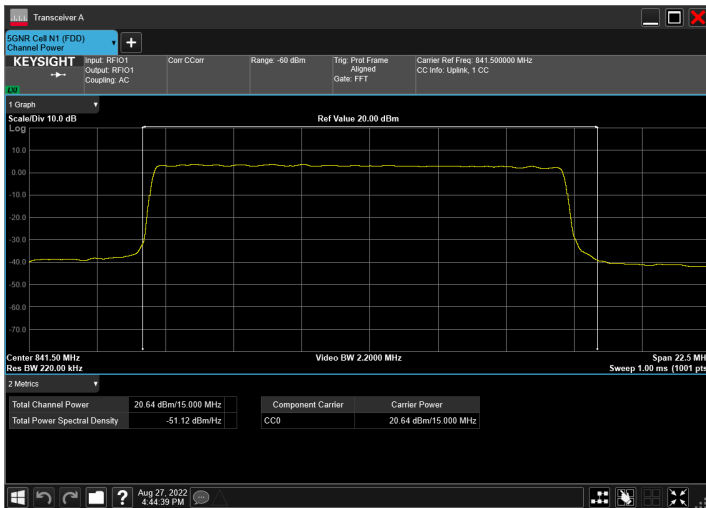 Transceiver A
5GNR Cell N1 (FDD)
Channel Power
KEYSIGHT
LXI
Input: RFIO1
Output: RFIO1
Coupling: AC
Corr CCorr
Range: -60 dBm
Trig: Prot Frame
Aligned
Gate: FFT
Carrier Ref Freq: 841.500000 MHz
CC Info: Uplink, 1 CC
1 Graph
Scale/Div 10.0 dB
Ref Value 20.00 dBm
Log
10.0
0.00
-10.0
-20.0
-30.0
-40.0
-50.0
-60.0
-70.0
Center 841.50 MHz
Video BW 2.2000 MHz
Span 22.5 MH
Res BW 220.00 kHz
Sweep 1.00 ms (1001 pts
2 Metrics
Total Channel Power 20.64 dBm/15.000 MHz
Total Power Spectral Density -51.12 dBm/Hz
Component Carrier Carrier Power
CC0 20.64 dBm/15.000 MHz
Aug 27, 2022
4:44:39 PM